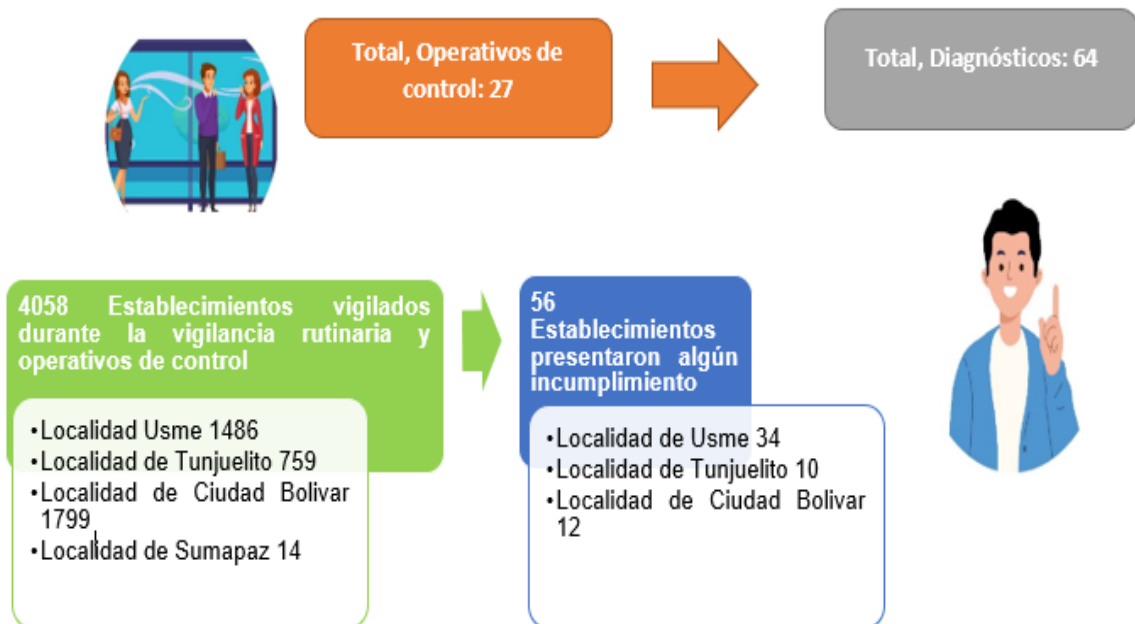 Total, Operativos de
control: 27
Total, Diagnósticos: 64
4058 Establecimientos vigilados
durante la vigilancia rutinaria y
operativos de control
•Localidad Usme 1486
•Localidad de Tunjuelito 759
•Localidad de Ciudad Bolivar
1799
•Localidad de Sumapaz 14
56
Establecimientos
presentaron algún
incumplimiento
•Localidad de Usme 34
•Localidad de Tunjuelito 10
•Localidad de Ciudad Bolivar
12